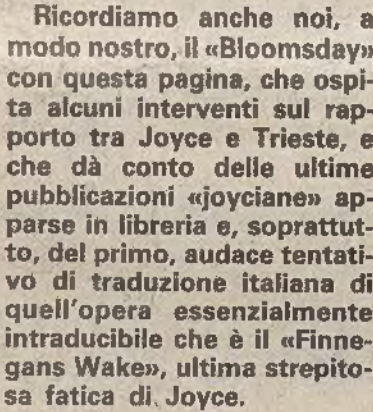 Ricordiamo anche noi, a
modo nostro, il «Bloomsday»
con questa pagina, che ospi-
ta alcuni interventi sul rap-
porto tra Joyce e Trieste, e
che dà conto delle ultime
pubblicazioni «joyciane» ap-
parse in libreria e, soprattut-
to, del primo, audace tentati-
vo di traduzione italiana di
quell'opera essenzialmente
intraducibile che è il «Finne-
gans Wake», ultima strepito-
sa fatica di Joyce.